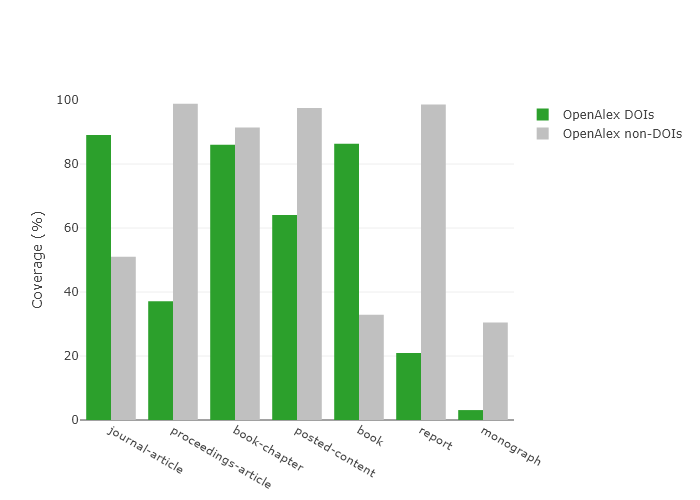 OpenAlex DOIs
OpenAlex non-DOIs
Coverage (%)
100
80
60
40
20
0
journal-article
proceedings-article
book-chapter
posted-content
book
report
monograph